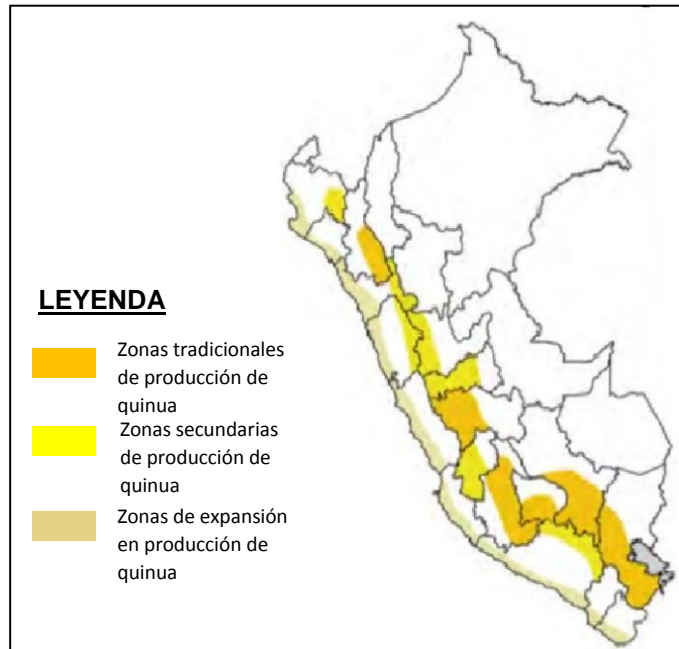 LEYENDA
Zonas tradicionales
de producción de
quinua
Zonas secundarias
de producción de
quinua
Zonas de expansión
en producción de
quinua